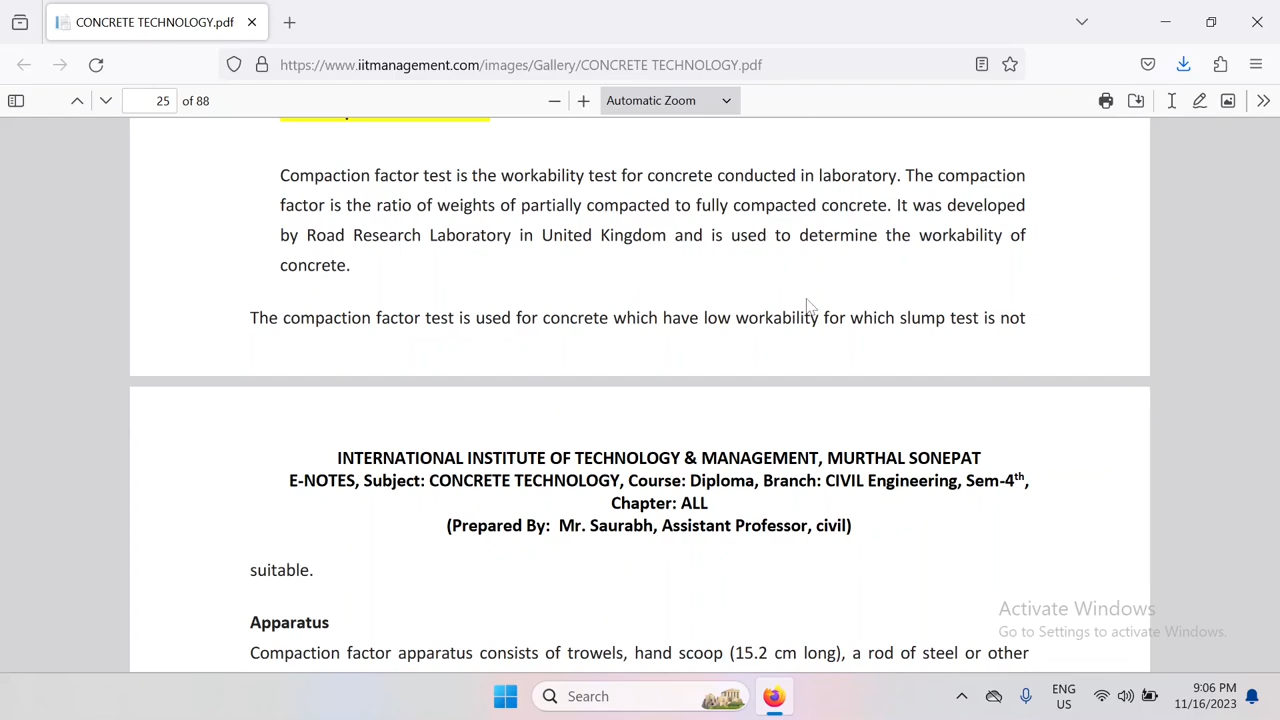 CONCRETE TECHNOLOGY.pdf
https://www.iitmanagement.com/images/Gallery/CONCRETE TECHNOLOGY.pdf
25 of 88
Automatic Zoom
Compaction factor test is the workability test for concrete conducted in laboratory. The compaction
factor is the ratio of weights of partially compacted to fully compacted concrete. It was developed
by Road Research Laboratory in United Kingdom and is used to determine the workability of
concrete.
The compaction factor test is used for concrete which have low workability for which slump test is not
INTERNATIONAL INSTITUTE OF TECHNOLOGY & MANAGEMENT, MURTHAL SONEPAT
E-NOTES, Subject: CONCRETE TECHNOLOGY, Course: Diploma, Branch: CIVIL Engineering, Sem-4th,
Chapter: ALL
(Prepared By: Mr. Saurabh, Assistant Professor, civil)
suitable.
Apparatus
Compaction factor apparatus consists of trowels, hand scoop (15.2 cm long), a rod of steel or other
Activate Windows
Go to Settings to activate Windows.
Search
ENG
US
9:06 PM
11/16/2023